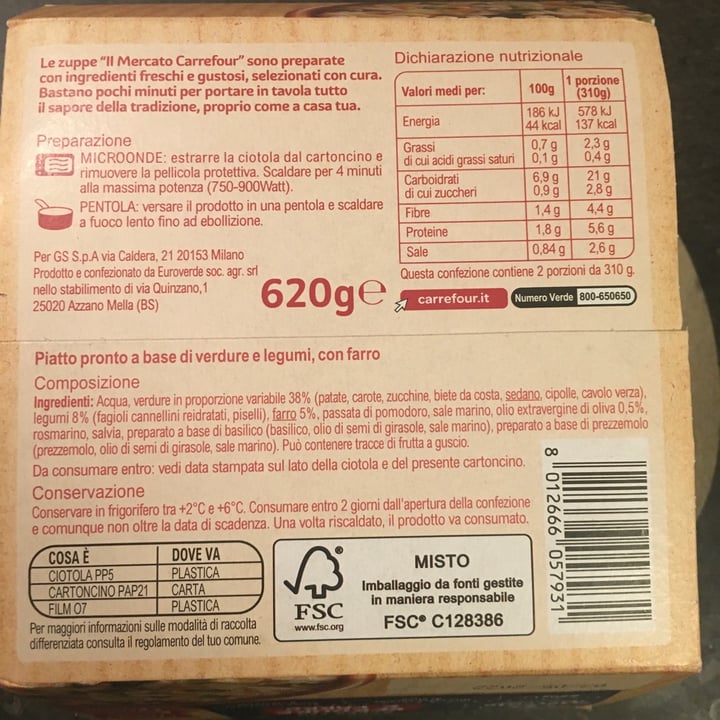 Le zuppe "Il Mercato Carrefour" sono preparate
con ingredienti freschi e gustosi, selezionati con cura.
Bastano pochi minuti per portare in tavola tutto
il sapore della tradizione, proprio come a casa tua.
Preparazione
MICROONDE: estrarre la ciotola dal cartoncino e
rimuovere la pellicola protettiva. Scaldare per 4 minuti
alla massima potenza (750-900Watt).
PENTOLA: versare il prodotto in una pentola e scaldare
a fuoco lento fino ad ebollizione.
Per GS S.p.A via Caldera, 21 20153 Milano
Prodotto e confezionato da Euroverde soc. agr. srl
nello stabilimento di via Quinzano,1
25020 Azzano Mella (BS)
620g℮
Dichiarazione nutrizionale
Valori medi per: 100g 1 porzione (310g)
Energia 186 kJ 578 kJ
44 kcal 137 kcal
Grassi 0,7 g 2,3 g
di cui acidi grassi saturi 0,1 g 0,4 g
Carboidrati 6,9 g 21 g
di cui zuccheri 0,9 g 2,8 g
Fibre 1,4 g 4,4 g
Proteine 1,8 g 5,6 g
Sale 0,84 g 2,6 g
Questa confezione contiene 2 porzioni da 310 g.
carrefour.it Numero Verde 800-650650
Piatto pronto a base di verdure e legumi, con farro
Composizione
Ingredienti: Acqua, verdure in proporzione variabile 38% (patate, carote, zucchine, biete da costa, sedano, cipolle, cavolo verza),
legumi 8% (fagioli cannellini reidratati, piselli), farro 5%, passata di pomodoro, sale marino, olio extravergine di oliva 0,5%,
rosmarino, salvia, preparato a base di basilico (basilico, olio di semi di girasole, sale marino), preparato a base di prezzemolo
(prezzemolo, olio di semi di girasole, sale marino). Può contenere tracce di frutta a guscio.
Da consumare entro: vedi data stampata sul lato della ciotola e del presente cartoncino.
Conservazione
Conservare in frigorifero tra +2°C e +6°C. Consumare entro 2 giorni dall'apertura della confezione
e comunque non oltre la data di scadenza. Una volta riscaldato, il prodotto va consumato.
COSA È DOVE VA
CIOTOLA PP5 PLASTICA
CARTONCINO PAP21 CARTA
FILM 07 PLASTICA
Per maggiori informazioni sulle modalità di raccolta
differenziata consulta il regolamento del tuo comune.
FSC
www.fsc.org
MISTO
Imballaggio da fonti gestite
in maniera responsabile
FSC® C128386
8 012666 057931